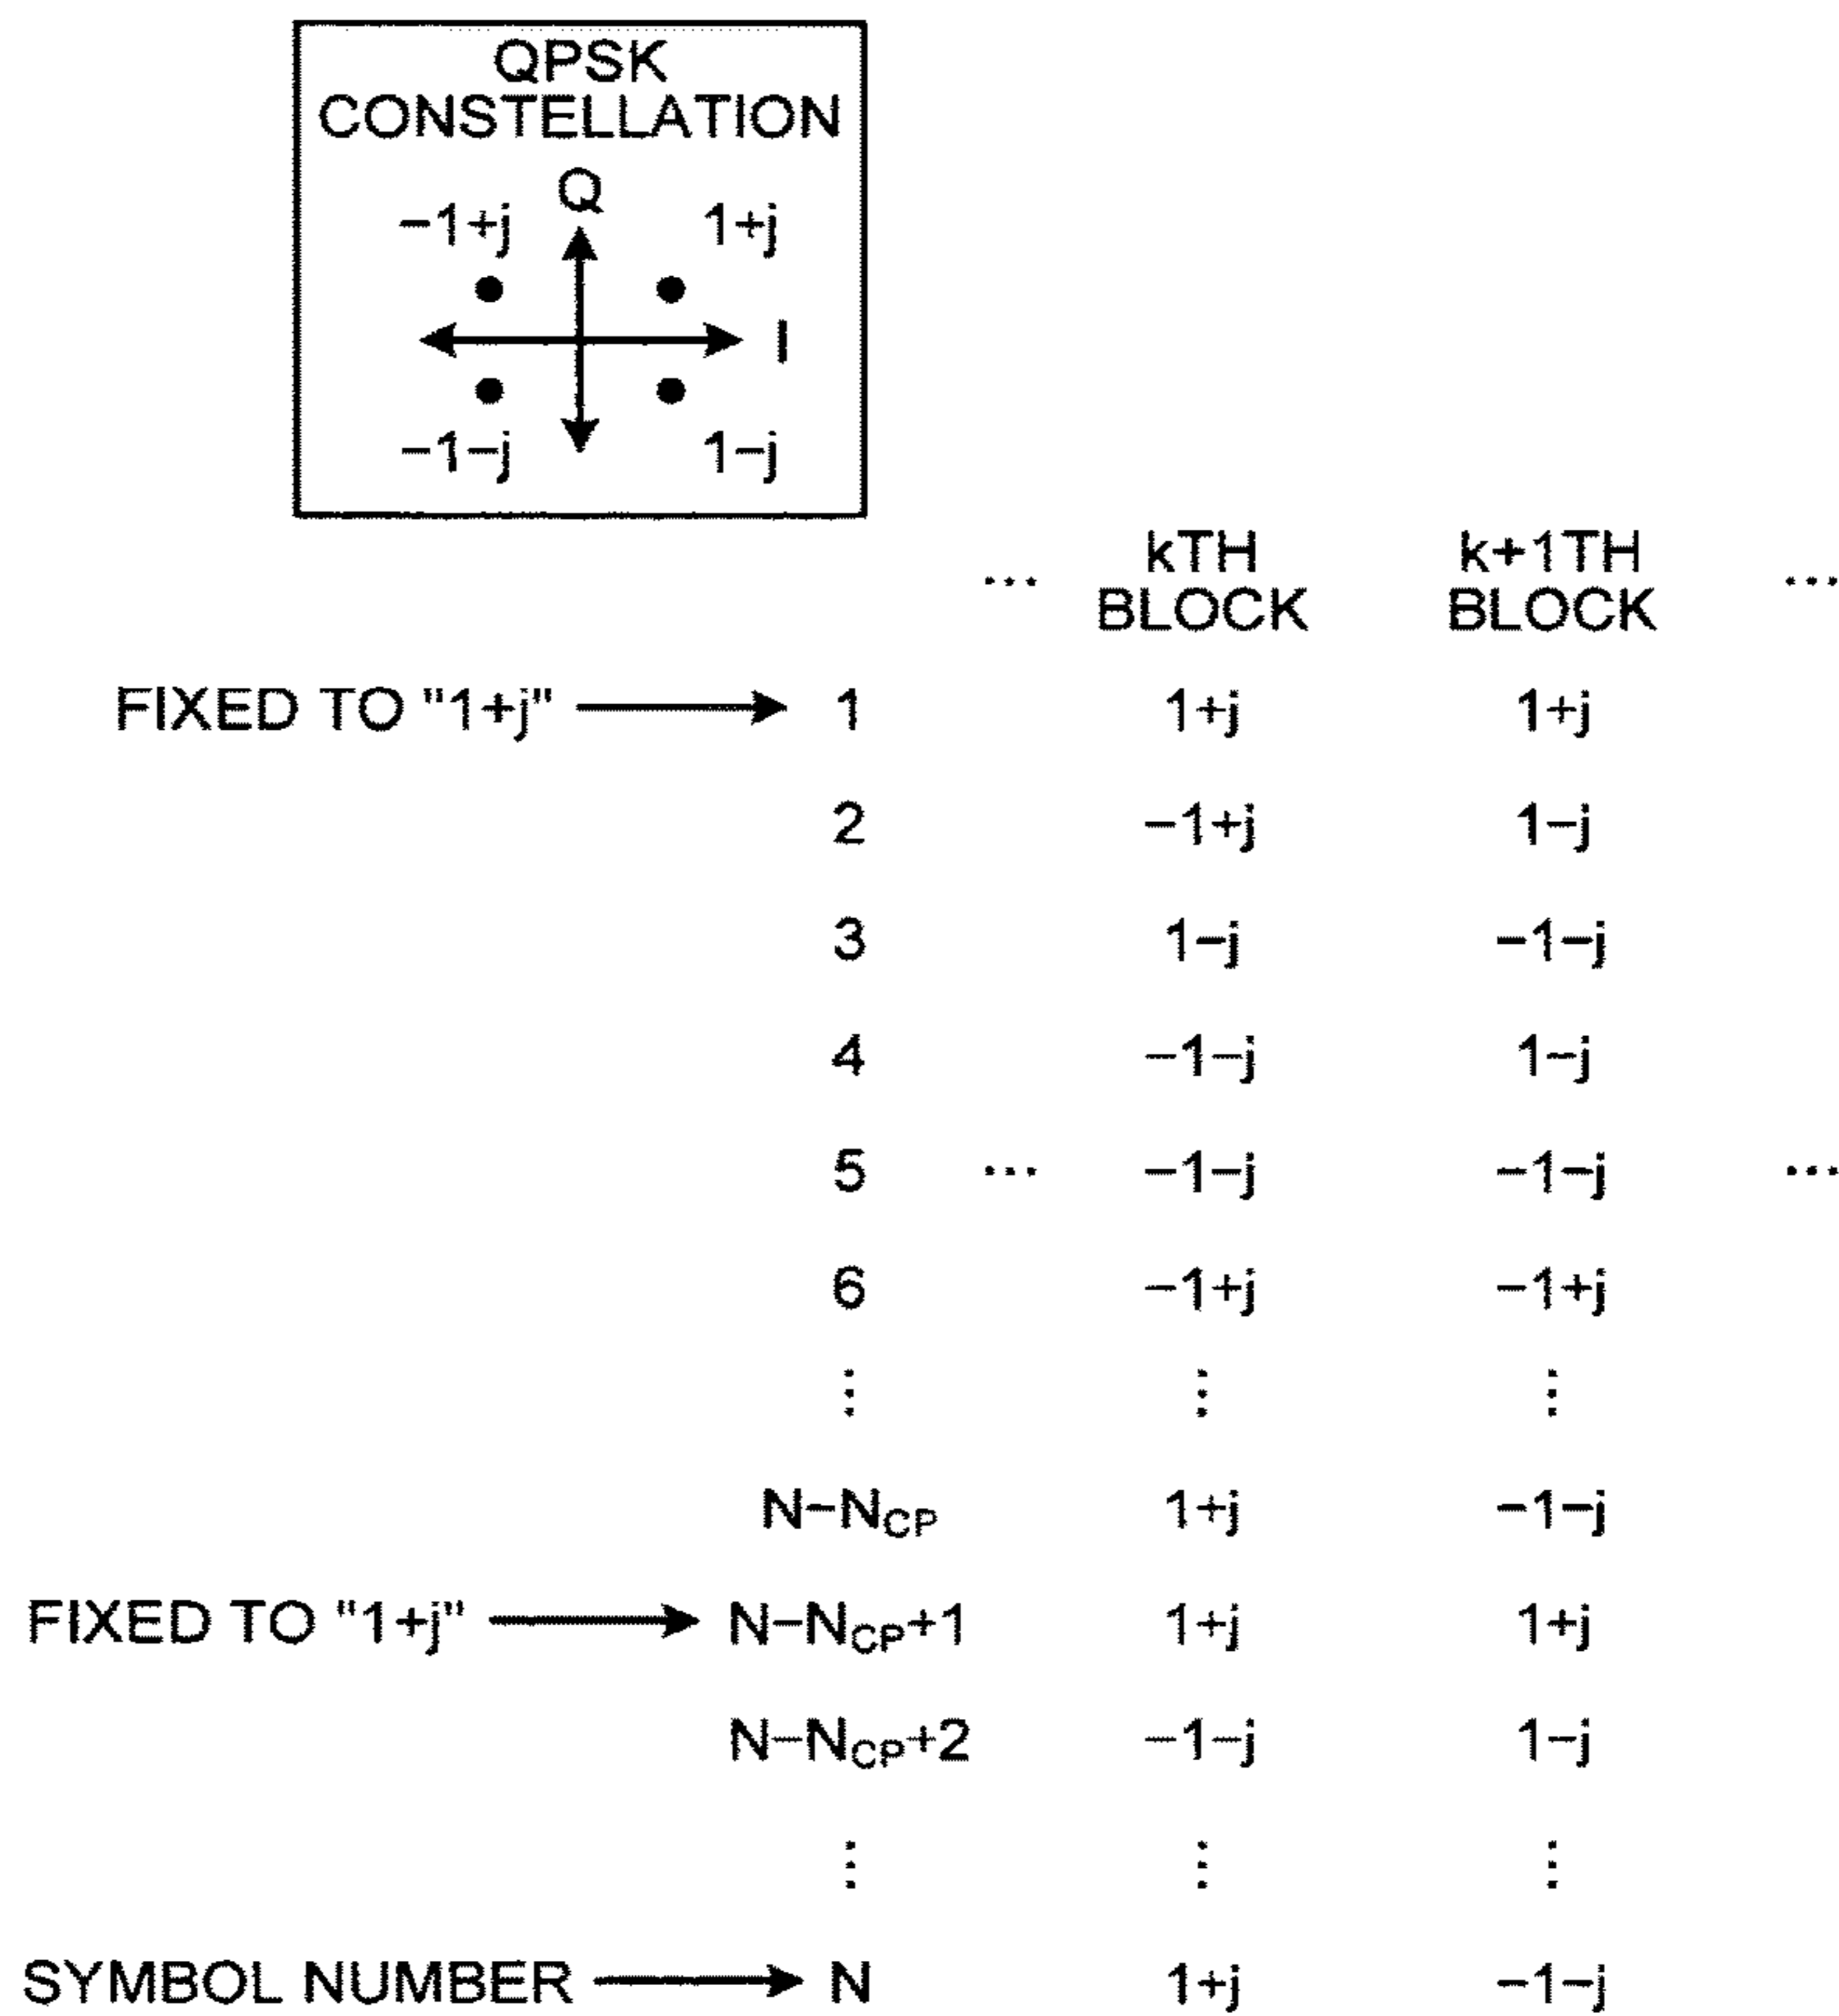 QPSK
CONSTELLATION
Q
−1+j 1+j
I
−1−j 1−j
... kTH BLOCK k+1TH BLOCK ...
FIXED TO "1+j" 1 1+j 1+j
2 −1+j 1−j
3 1−j −1−j
4 −1−j 1−j
5 ... −1−j −1−j ...
6 −1+j −1+j
⋮ ⋮ ⋮
N−NCP 1+j −1−j
FIXED TO "1+j" N−NCP+1 1+j 1+j
N−NCP+2 −1−j 1−j
⋮ ⋮ ⋮
SYMBOL NUMBER N 1+j −1−j